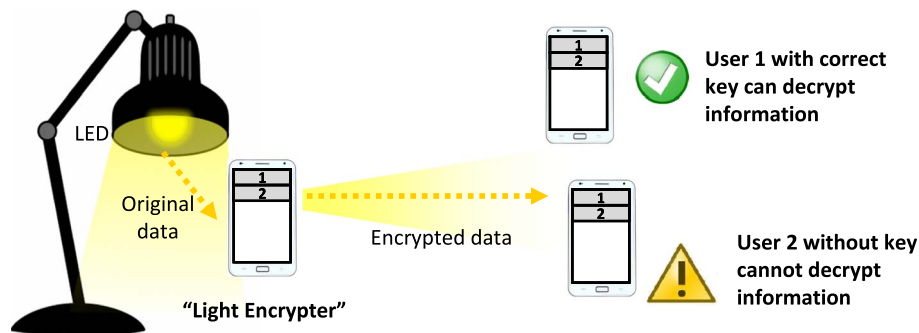 LED
Original
data
1
2
“Light Encrypter”
Encrypted data
1
2
User 1 with correct
key can decrypt
information
1
2
User 2 without key
cannot decrypt
information